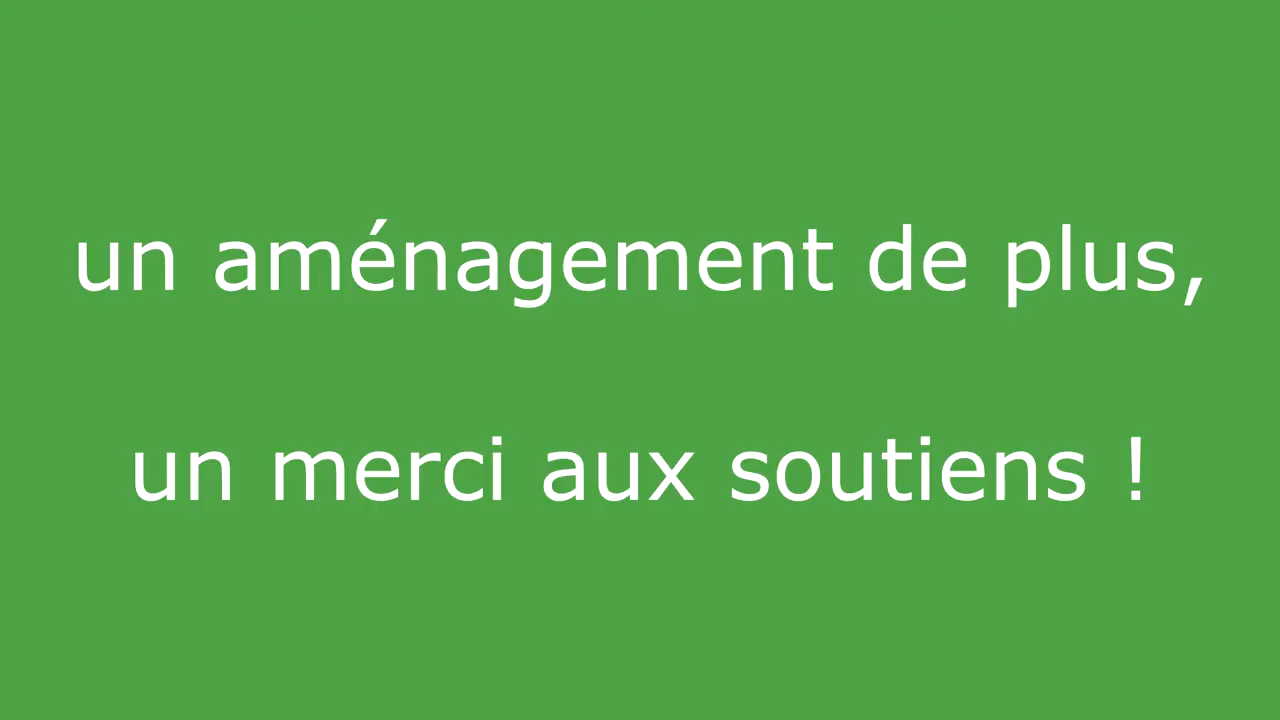 un aménagement de plus,
un merci aux soutiens !